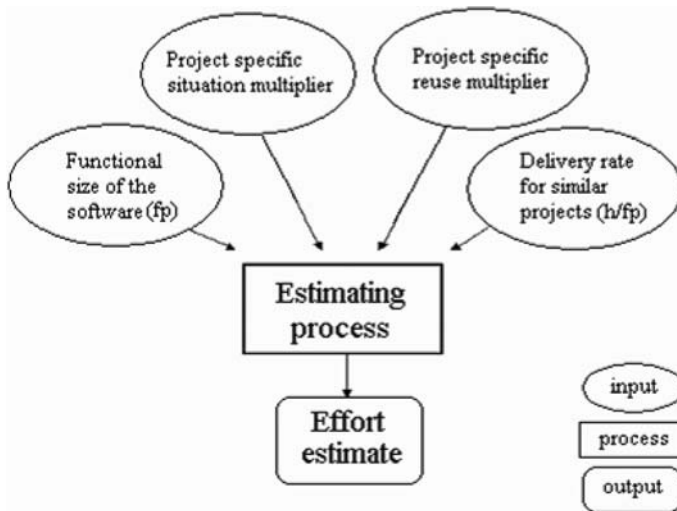 Project specific
situation multiplier
Project specific
reuse multiplier
Functional
size of the
software (fp)
Delivery rate
for similar
projects (h/fp)
Estimating
process
Effort
estimate
input
process
output